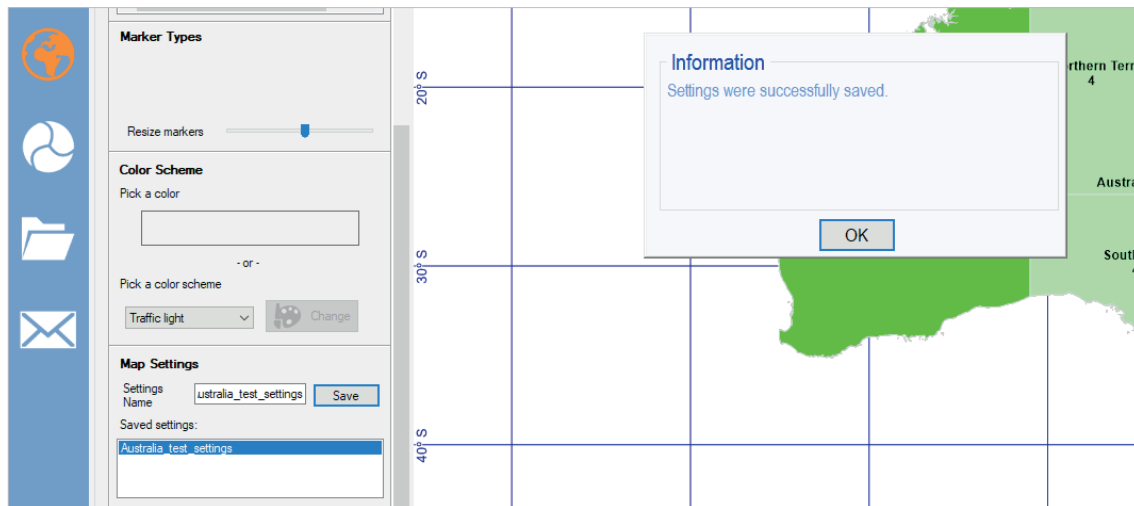 Marker Types
Resize markers
Color Scheme
Pick a color
- or -
Pick a color scheme
Traffic light
Change
Map Settings
Settings
Name
ustralia_test_settings
Save
Saved settings:
Australia_test_settings
20°S
30°S
40°S
Information
Settings were successfully saved.
OK
rthern Terr
4
Austra
South